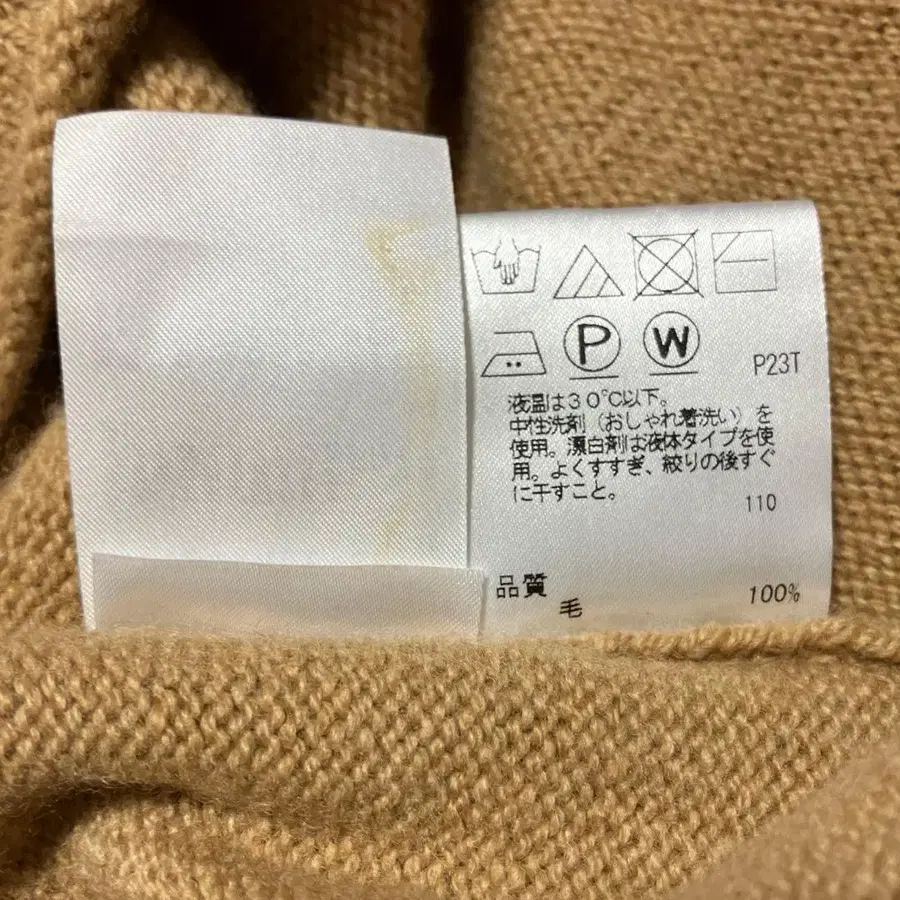 P W P23T
液温は30℃以下。
中性洗剤（おしゃれ着洗い）を
使用。漂白剤は液体タイプを使
用。よくすすぎ、絞りの後すぐ
に干すこと。
110
品質
毛 100%